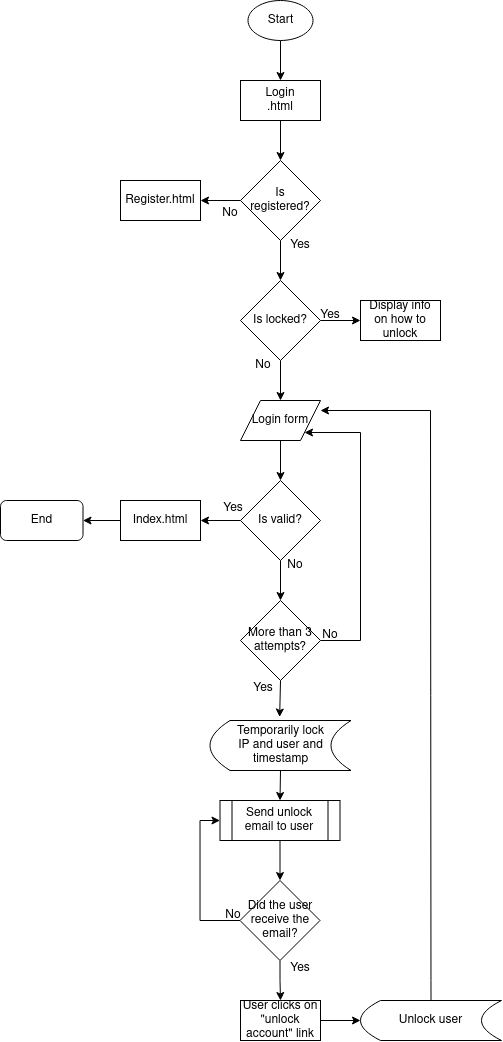 Start
Login
.html
Is
registered?
Register.html
No
Yes
Is locked?
Yes
Display info
on how to
unlock
No
Login form
Is valid?
Yes
Index.html
End
No
More than 3
attempts?
No
Yes
Temporarily lock
IP and user and
timestamp
Send unlock
email to user
Did the user
receive the
email?
No
Yes
User clicks on
"unlock
account" link
Unlock user